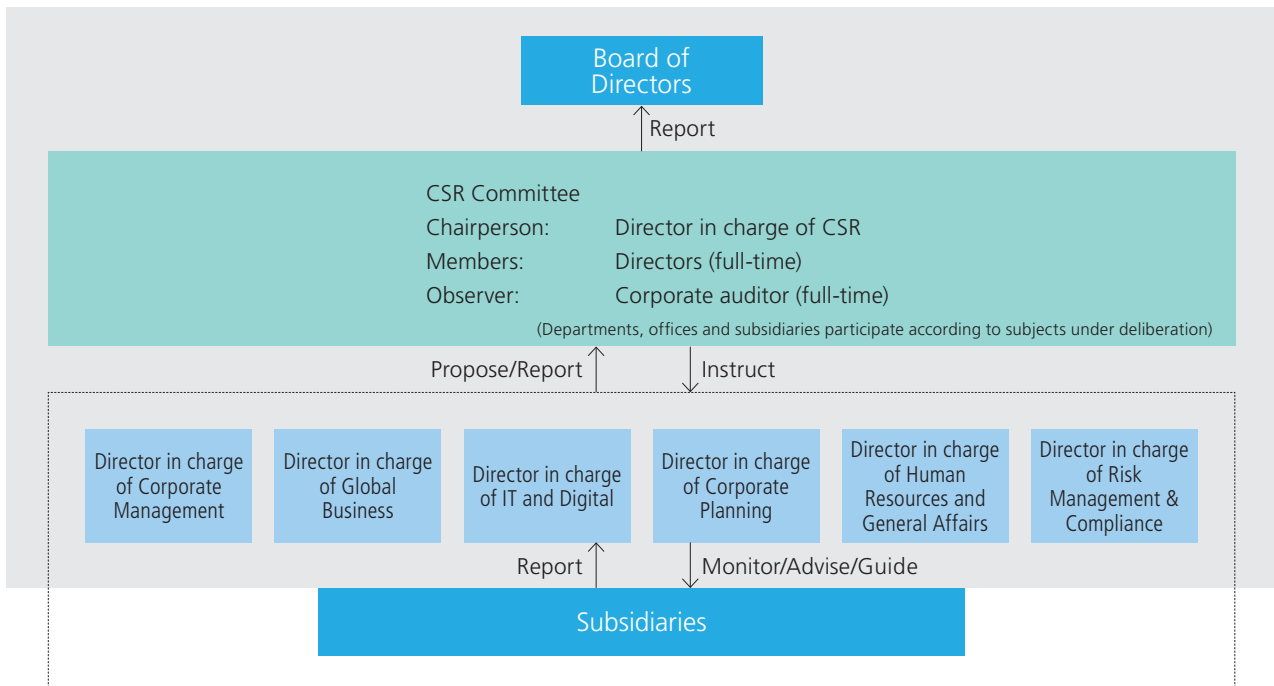 Board of
Directors
Report
CSR Committee
Chairperson: Director in charge of CSR
Members: Directors (full-time)
Observer: Corporate auditor (full-time)
(Departments, offices and subsidiaries participate according to subjects under deliberation)
Propose/Report
Instruct
Director in charge
of Corporate
Management
Director in charge
of Global
Business
Director in charge
of IT and Digital
Director in charge
of Corporate
Planning
Director in charge
of Human
Resources and
General Affairs
Director in charge
of Risk
Management &
Compliance
Report
Monitor/Advise/Guide
Subsidiaries